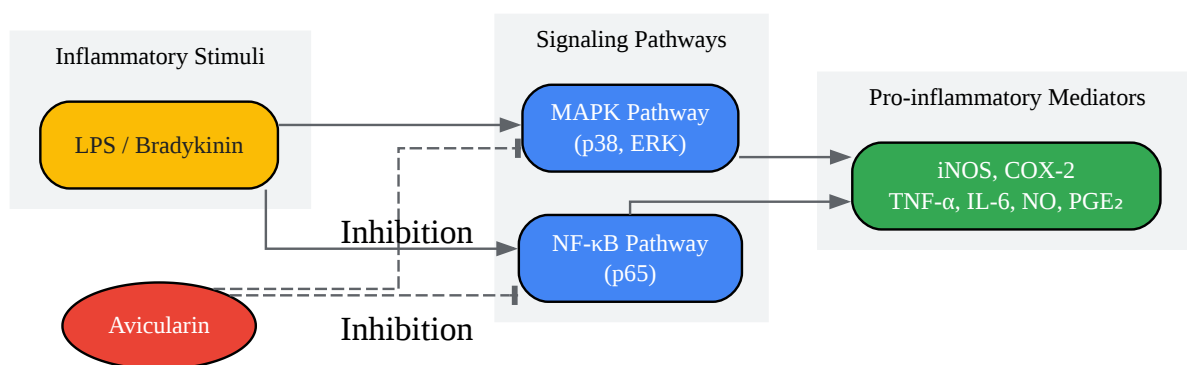 Inflammatory Stimuli
LPS / Bradykinin
Signaling Pathways
MAPK Pathway
(p38, ERK)
Inhibition
NF-κB Pathway
(p65)
Avicularin
Inhibition
Pro-inflammatory Mediators
iNOS, COX-2
TNF-α, IL-6, NO, PGE₂